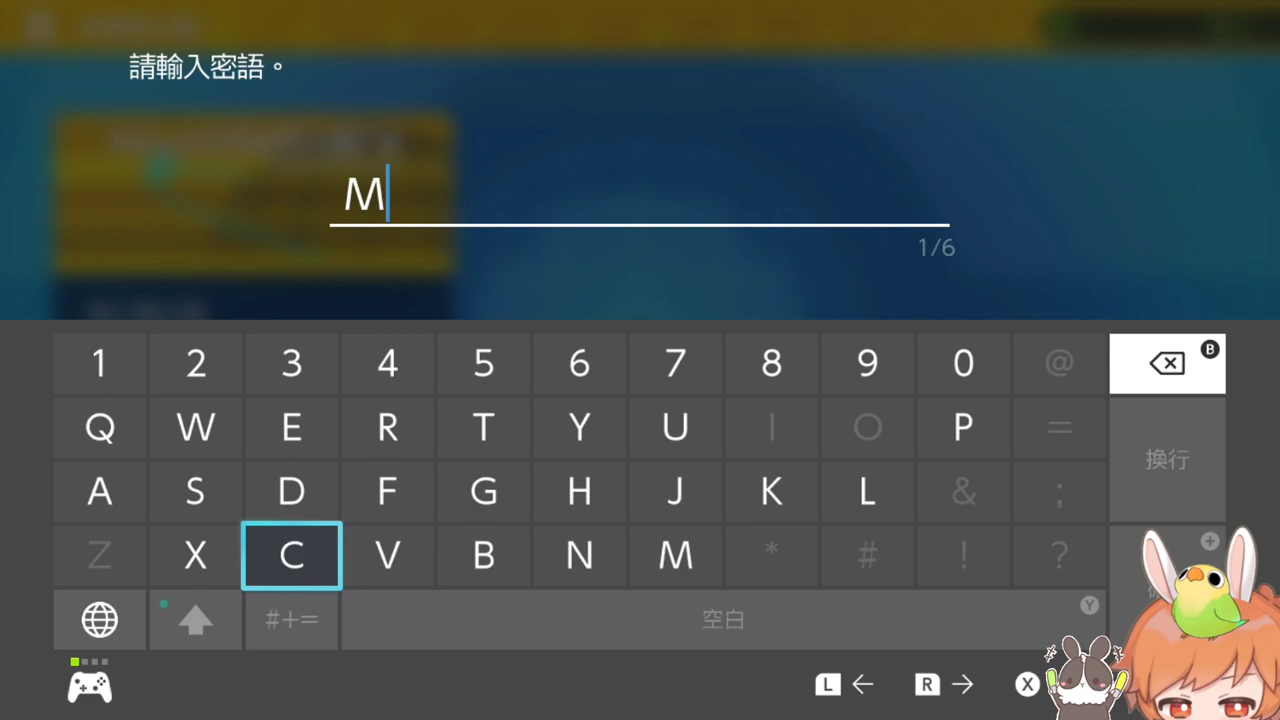 請輸入密語。
M
1/6
1 2 3 4 5 6 7 8 9 0 @ B
Q W E R T Y U I O P =
換行
A S D F G H J K L & ;
Z X C V B N M * # ! ? +
#+= 空白 Y
L ← R → X